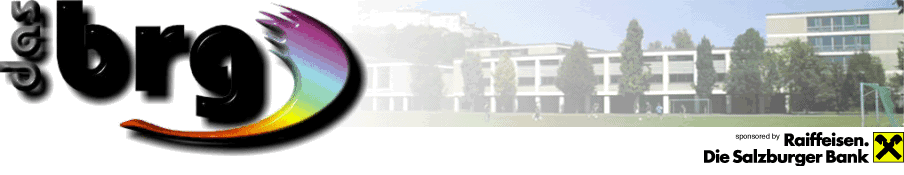 das brg
sponsored by Raiffeisen.
Die Salzburger Bank